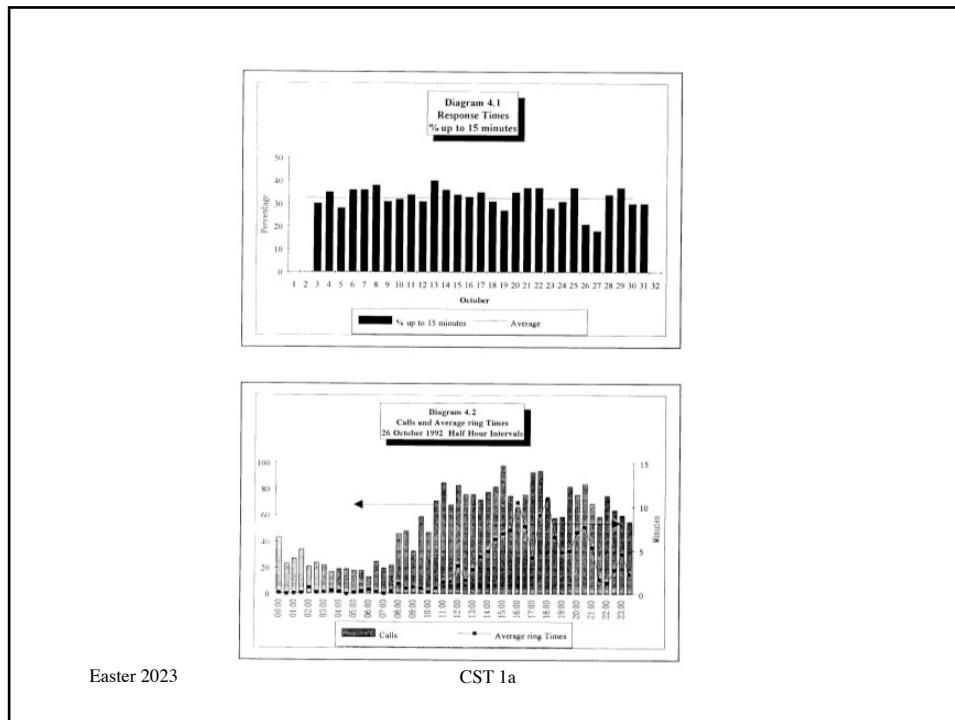 Diagram 4.1
Response Times
% up to 15 minutes
50
40
30
20
10
0
Percentage
1 2 3 4 5 6 7 8 9 10 11 12 13 14 15 16 17 18 19 20 21 22 23 24 25 26 27 28 29 30 31 32
October
% up to 15 minutes Average
Diagram 4.2
Calls and Average ring Times
26 October 1992 Half Hour Intervals
100
80
60
40
20
0
15
10
5
0
Minutes
00:00 01:00 02:00 03:00 04:00 05:00 06:00 07:00 08:00 09:00 10:00 11:00 12:00 13:00 14:00 15:00 16:00 17:00 18:00 19:00 20:00 21:00 22:00 23:00
Calls Average ring Times
Easter 2023 CST 1a